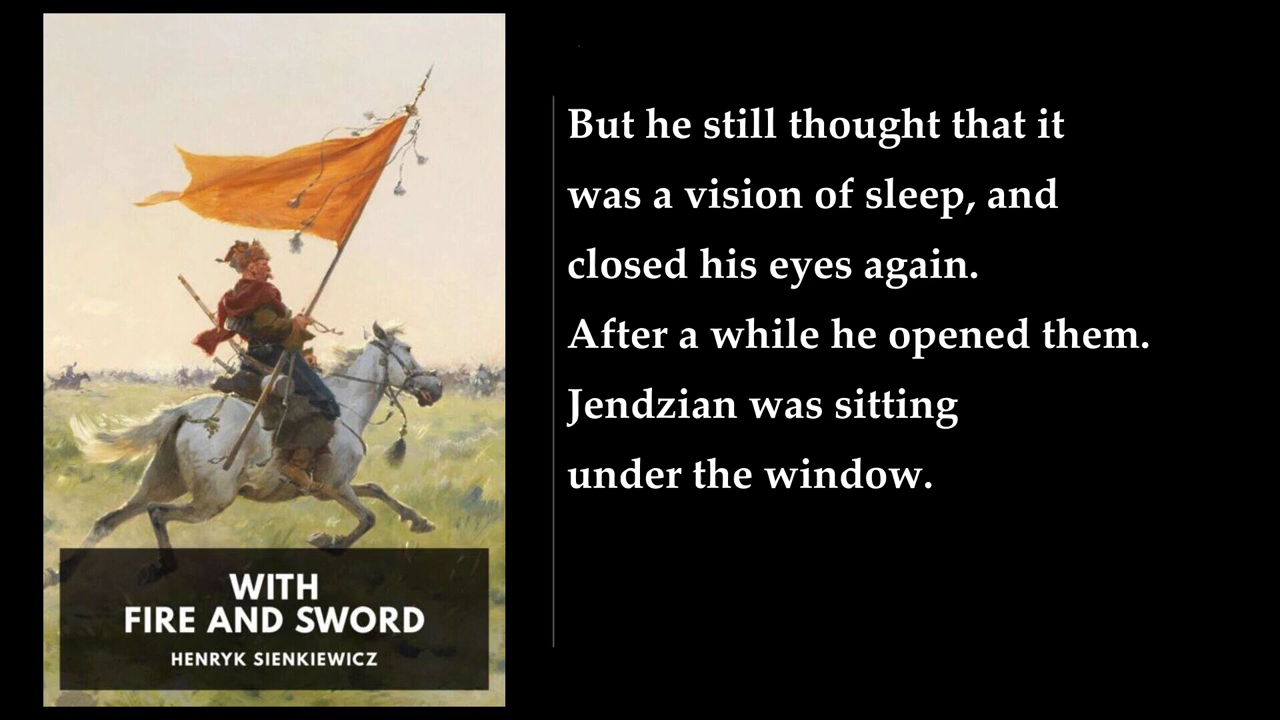 But he still thought that it
was a vision of sleep, and
closed his eyes again.
After a while he opened them.
Jendzian was sitting
under the window.
WITH
FIRE AND SWORD
HENRYK SIENKIEWICZ